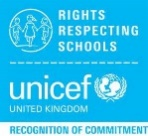 RIGHTS
RESPECTING
SCHOOLS
unicef
UNITED KINGDOM
RECOGNITION OF COMMITMENT